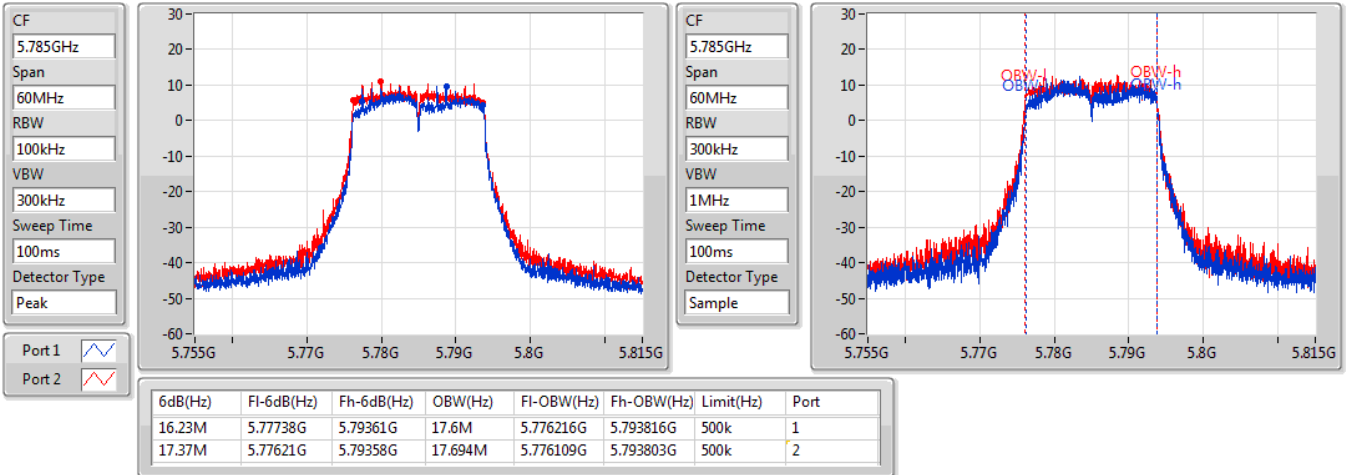 CF
5.785GHz
Span
60MHz
RBW
100kHz
VBW
300kHz
Sweep Time
100ms
Detector Type
Peak
Port 1
Port 2
30
20
10
0
-10
-20
-30
-40
-50
-60
5.755G 5.77G 5.78G 5.79G 5.8G 5.815G
CF
5.785GHz
Span
60MHz
RBW
300kHz
VBW
1MHz
Sweep Time
100ms
Detector Type
Sample
30
20
10
0
-10
-20
-30
-40
-50
-60
OBW-l OBW-h
OBW-l OBW-h
5.755G 5.77G 5.78G 5.79G 5.8G 5.815G
6dB(Hz) Fl-6dB(Hz) Fh-6dB(Hz) OBW(Hz) Fl-OBW(Hz) Fh-OBW(Hz) Limit(Hz) Port
16.23M 5.77738G 5.79361G 17.6M 5.776216G 5.793816G 500k 1
17.37M 5.77621G 5.79358G 17.694M 5.776109G 5.793803G 500k 2